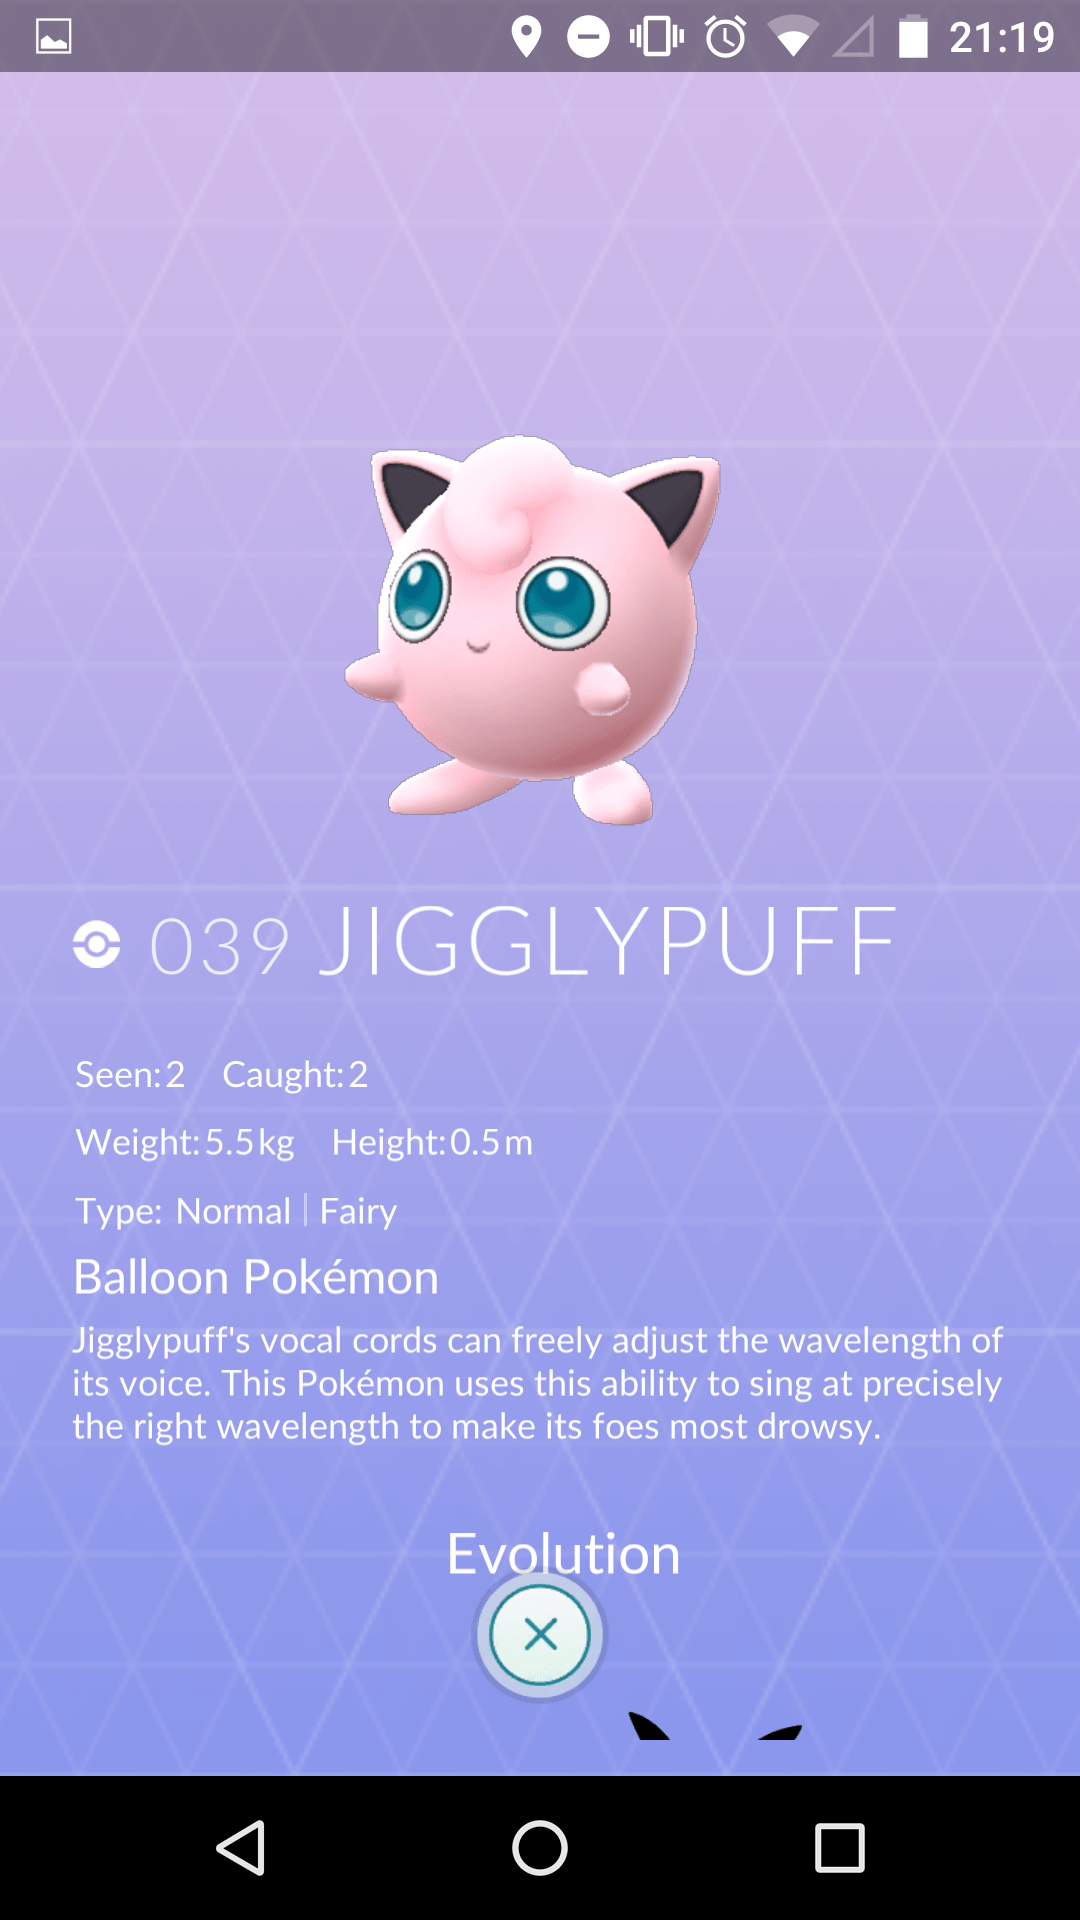 21:19
039 JIGGLYPUFF
Seen: 2 Caught: 2
Weight: 5.5 kg Height: 0.5 m
Type: Normal | Fairy
Balloon Pokémon
Jigglypuff's vocal cords can freely adjust the wavelength of
its voice. This Pokémon uses this ability to sing at precisely
the right wavelength to make its foes most drowsy.
Evolution